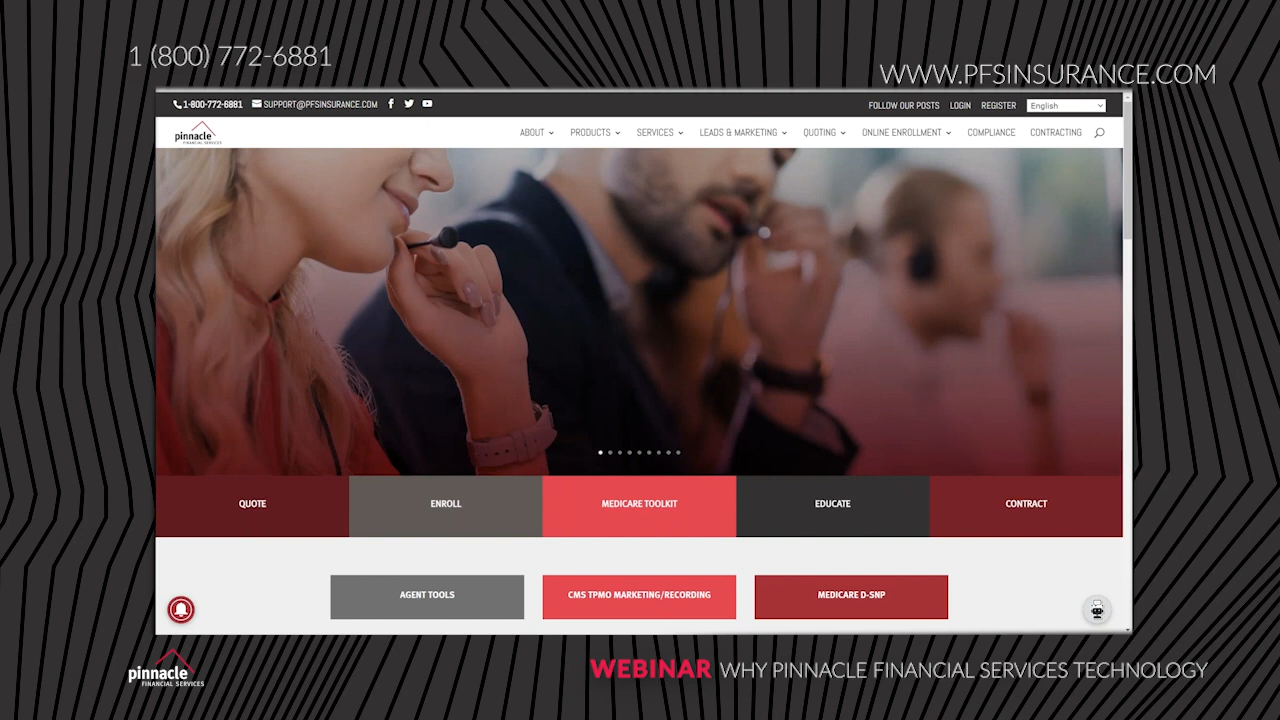 1 (800) 772-6881
WWW.PFSINSURANCE.COM
1-800-772-6881 SUPPORT@PFSINSURANCE.COM
FOLLOW OUR POSTS LOGIN REGISTER English
pinnacle
FINANCIAL SERVICES
ABOUT PRODUCTS SERVICES LEADS & MARKETING QUOTING ONLINE ENROLLMENT COMPLIANCE CONTRACTING
QUOTE ENROLL MEDICARE TOOLKIT EDUCATE CONTRACT
AGENT TOOLS CMS TPMO MARKETING/RECORDING MEDICARE D-SNP
pinnacle
FINANCIAL SERVICES
WEBINAR WHY PINNACLE FINANCIAL SERVICES TECHNOLOGY